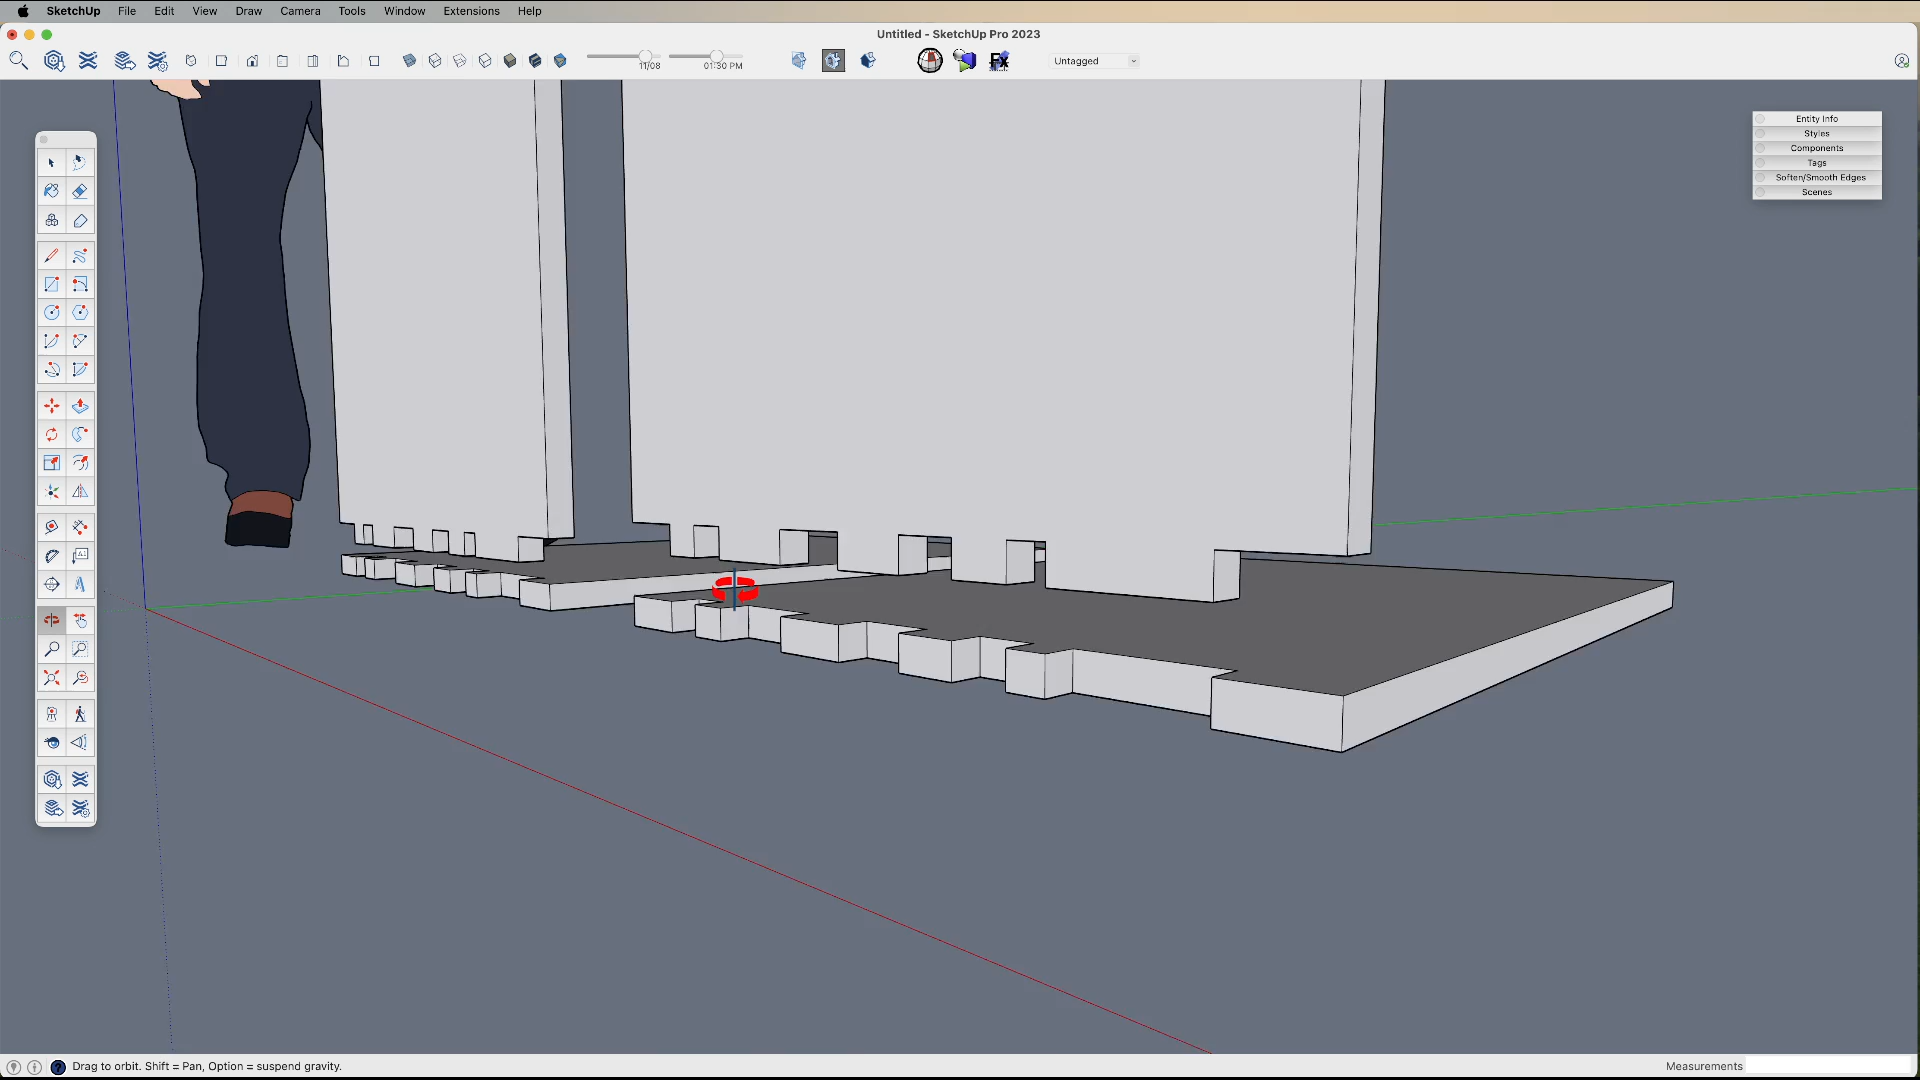 SketchUp File Edit View Draw Camera Tools Window Extensions Help
Untitled - SketchUp Pro 2023
11/08 01:30 PM Untagged
Entity Info
Styles
Components
Tags
Soften/Smooth Edges
Scenes
Drag to orbit. Shift = Pan, Option = suspend gravity. Measurements